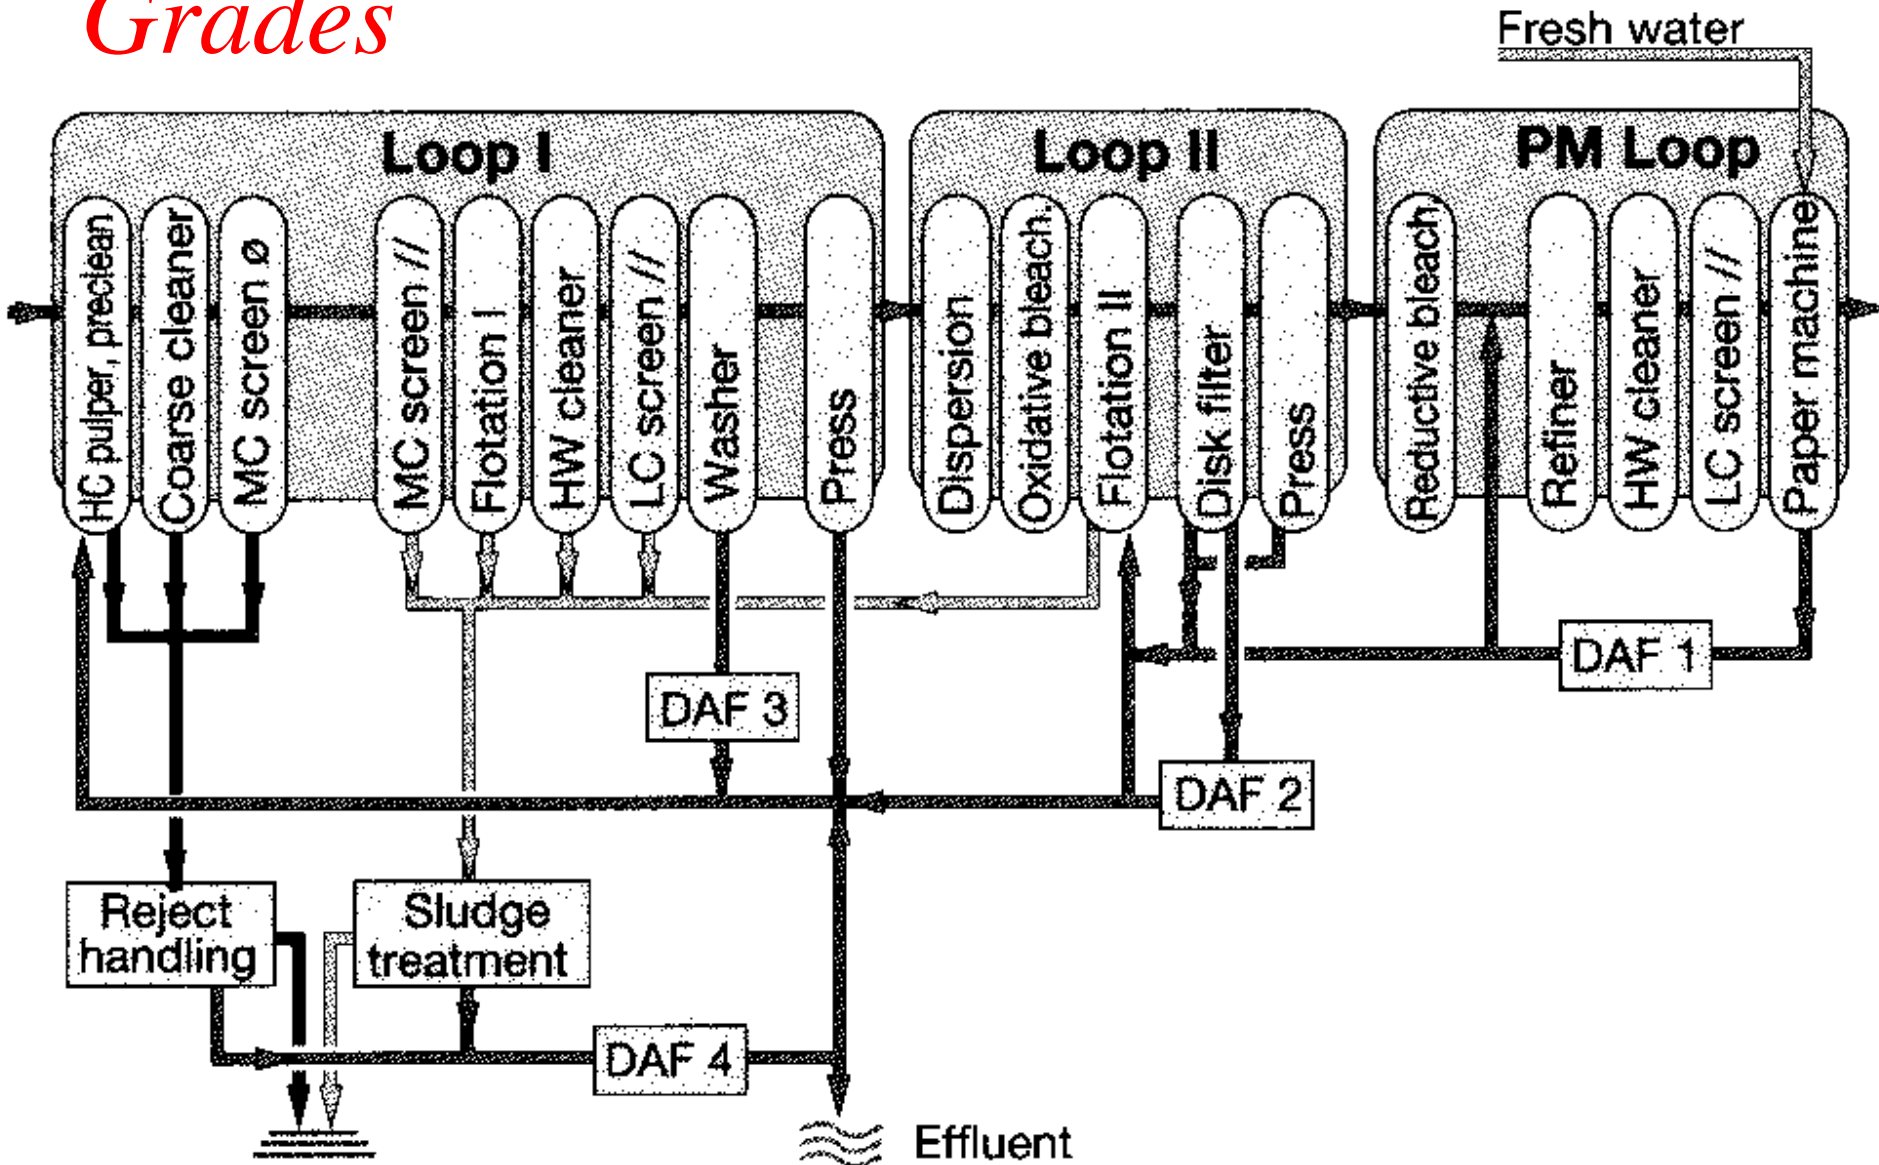 Grades
Fresh water
Loop I
Loop II
PM Loop
HC pulper, preclean
Coarse cleaner
MC screen ø
MC screen //
Flotation I
HW cleaner
LC screen //
Washer
Press
Dispersion
Oxidative bleach.
Flotation II
Disk filter
Press
Reductive bleach.
Refiner
HW cleaner
LC screen //
Paper machine
DAF 1
DAF 3
DAF 2
Reject
handling
Sludge
treatment
DAF 4
Effluent